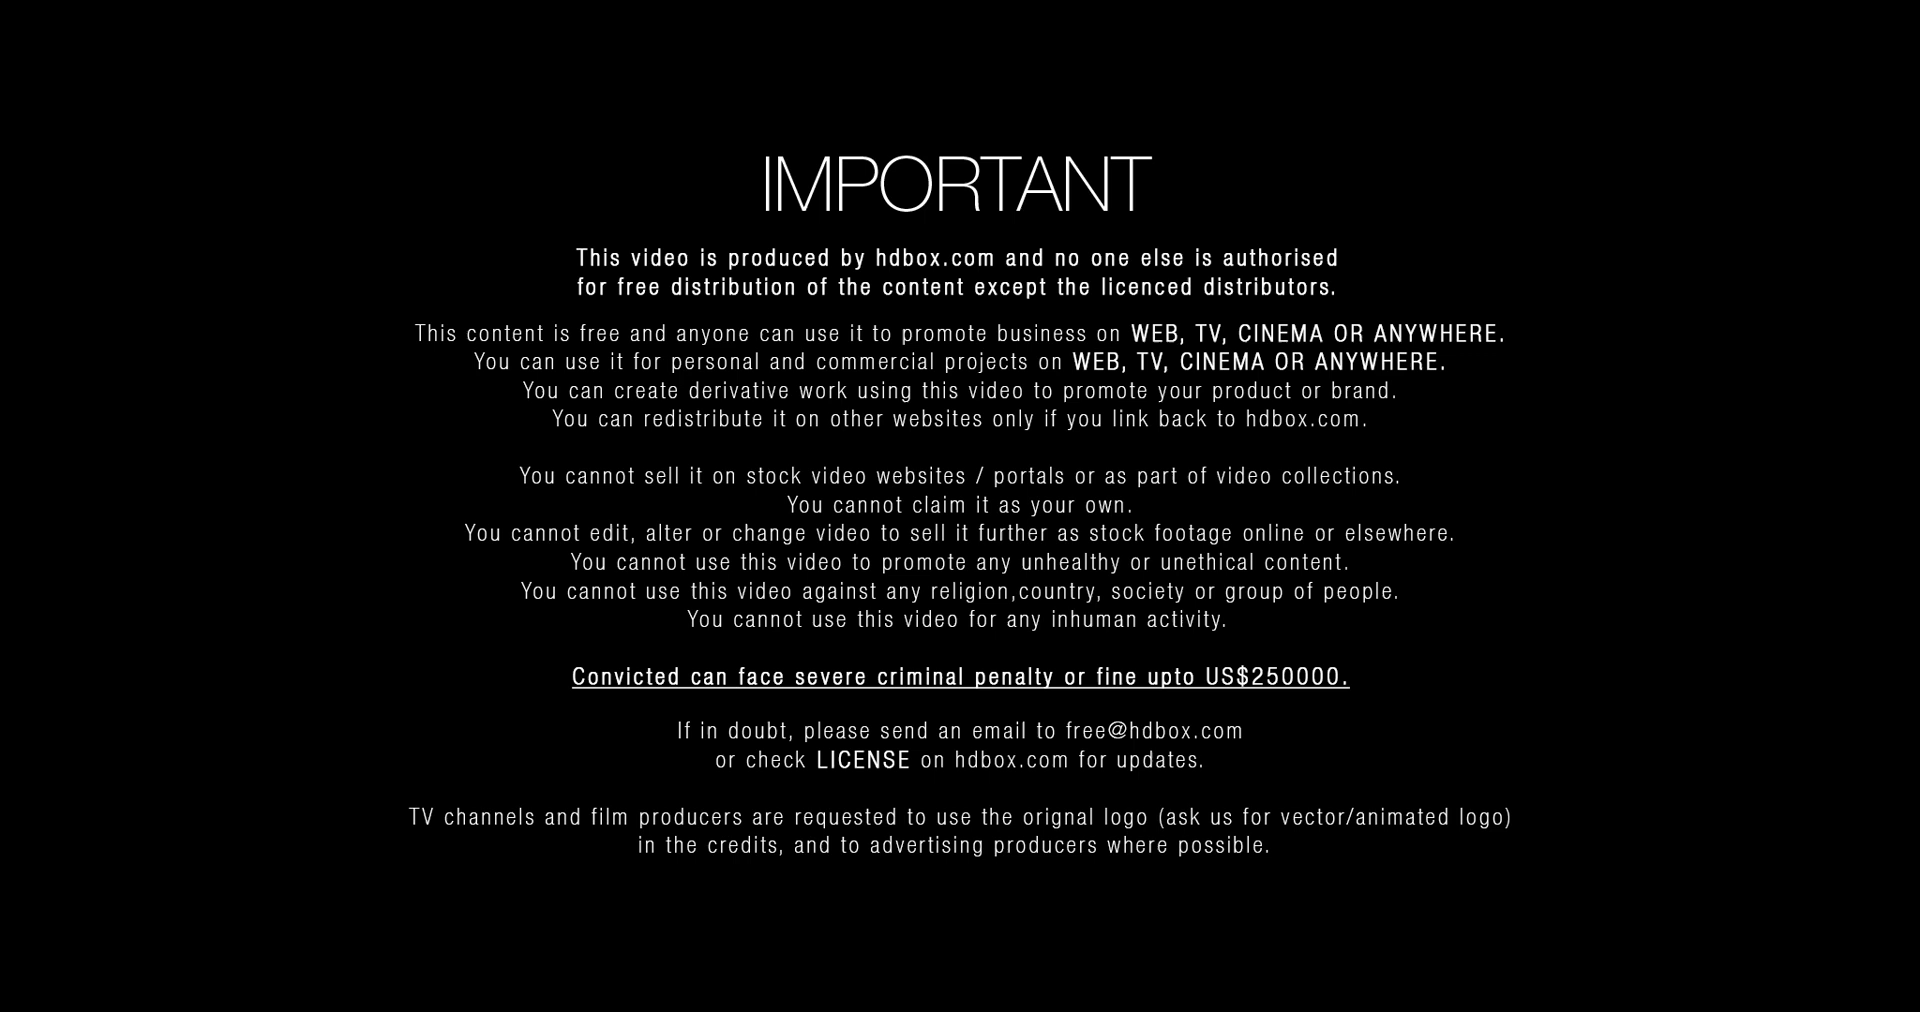 IMPORTANT
This video is produced by hdbox.com and no one else is authorised
for free distribution of the content except the licenced distributors.
This content is free and anyone can use it to promote business on WEB, TV, CINEMA OR ANYWHERE.
You can use it for personal and commercial projects on WEB, TV, CINEMA OR ANYWHERE.
You can create derivative work using this video to promote your product or brand.
You can redistribute it on other websites only if you link back to hdbox.com.
You cannot sell it on stock video websites / portals or as part of video collections.
You cannot claim it as your own.
You cannot edit, alter or change video to sell it further as stock footage online or elsewhere.
You cannot use this video to promote any unhealthy or unethical content.
You cannot use this video against any religion,country, society or group of people.
You cannot use this video for any inhuman activity.
Convicted can face severe criminal penalty or fine upto US$250000.
If in doubt, please send an email to free@hdbox.com
or check LICENSE on hdbox.com for updates.
TV channels and film producers are requested to use the orignal logo (ask us for vector/animated logo)
in the credits, and to advertising producers where possible.